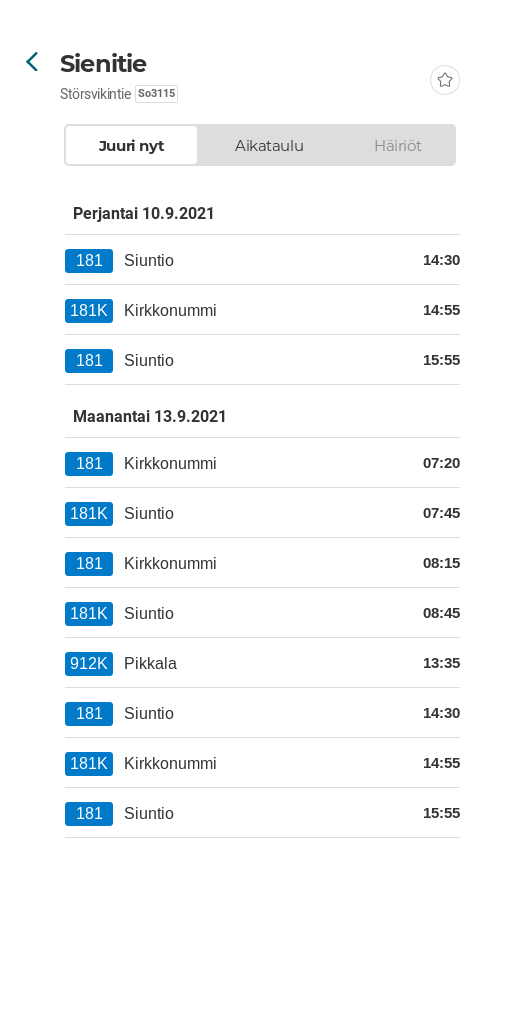 Sienitie
Störsvikintie So3115
Juuri nyt Aikataulu Häiriöt
Perjantai 10.9.2021
181 Siuntio 14:30
181K Kirkkonummi 14:55
181 Siuntio 15:55
Maanantai 13.9.2021
181 Kirkkonummi 07:20
181K Siuntio 07:45
181 Kirkkonummi 08:15
181K Siuntio 08:45
912K Pikkala 13:35
181 Siuntio 14:30
181K Kirkkonummi 14:55
181 Siuntio 15:55